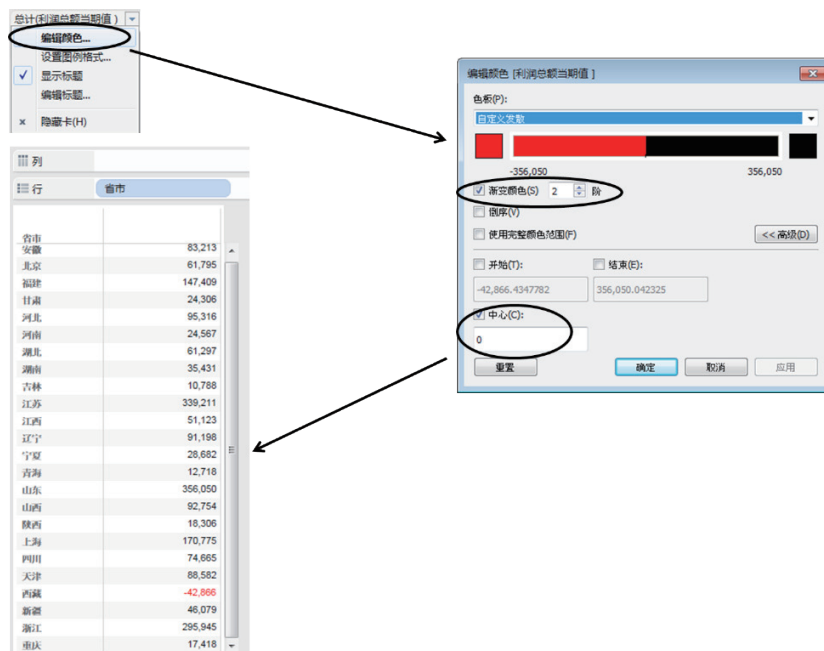 总计(利润总额当期值)
编辑颜色...
设置图例格式...
显示标题
编辑标题...
× 隐藏卡(H)
编辑颜色 [利润总额当期值 ]
色板(P):
自定义发散
-356,050 356,050
渐变颜色(S) 2 阶
倒序(V)
使用完整颜色范围(F) << 高级(D)
开始(T): 结束(E):
-42,866.4347782 356,050.042325
中心(C):
0
重置 确定 取消 应用
列
行 省市
省市
安徽 83,213
北京 61,795
福建 147,409
甘肃 24,306
河北 95,316
河南 24,567
湖北 61,297
湖南 35,431
吉林 10,788
江苏 339,211
江西 51,123
辽宁 91,198
宁夏 28,682
青海 12,718
山东 356,050
山西 92,754
陕西 18,306
上海 170,775
四川 74,665
天津 88,582
西藏 -42,866
新疆 46,079
浙江 295,945
重庆 17,418